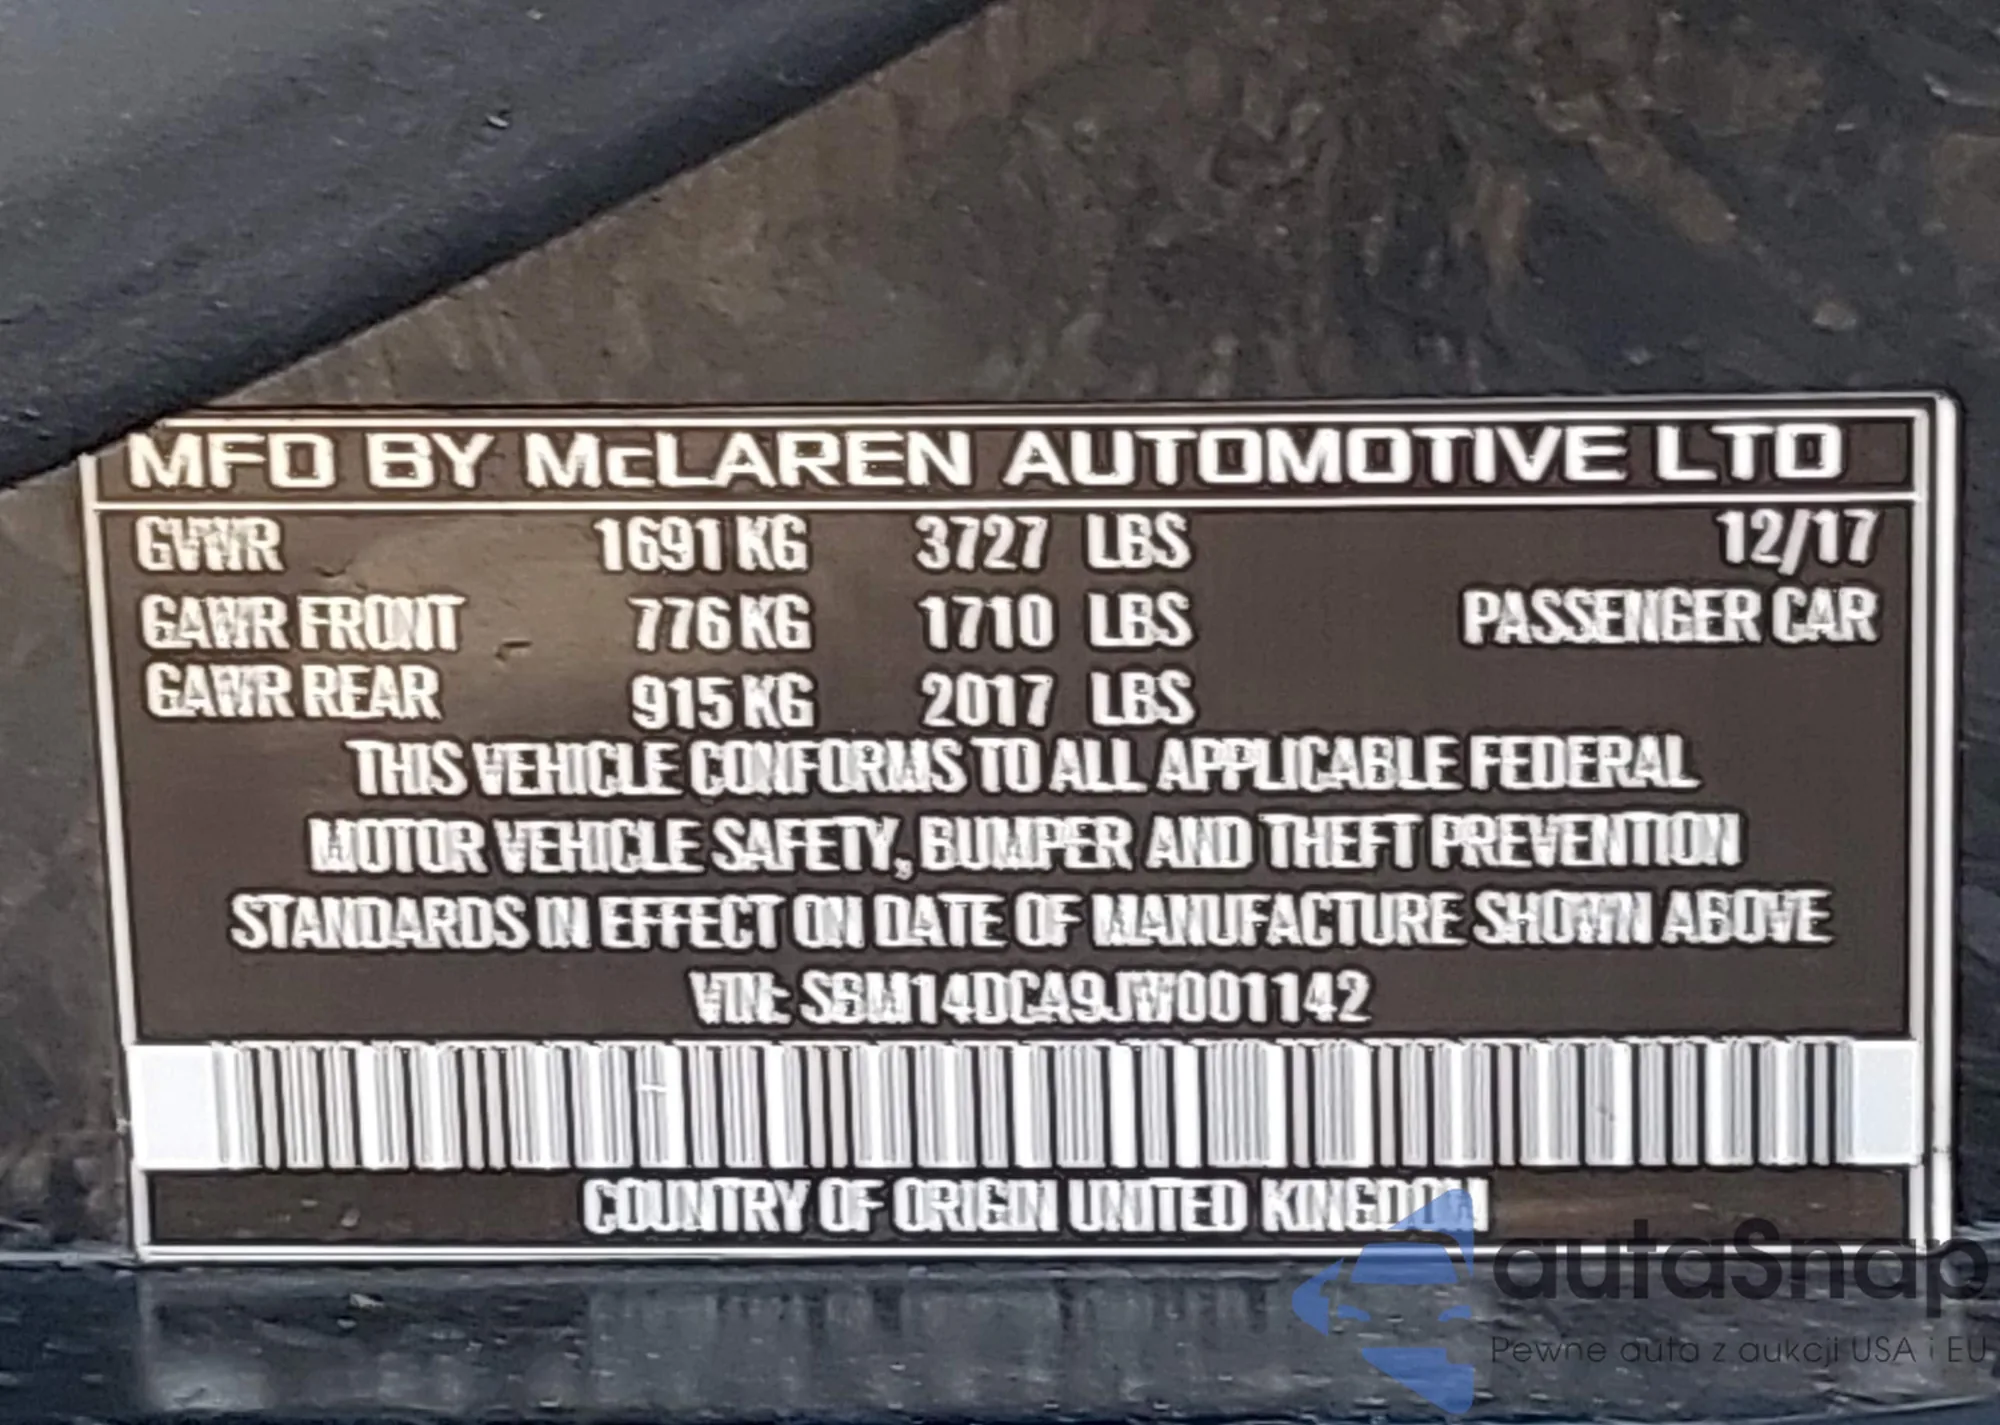 MFD BY McLAREN AUTOMOTIVE LTD
GVWR 1691 KG 3727 LBS 12/17
GAWR FRONT 776 KG 1710 LBS PASSENGER CAR
GAWR REAR 915 KG 2017 LBS
THIS VEHICLE CONFORMS TO ALL APPLICABLE FEDERAL
MOTOR VEHICLE SAFETY, BUMPER AND THEFT PREVENTION
STANDARDS IN EFFECT ON DATE OF MANUFACTURE SHOWN ABOVE
VIN: SBM14DCA9JW001142
COUNTRY OF ORIGIN UNITED KINGDOM
autaSnap
Pewne auta z aukcji USA i EU